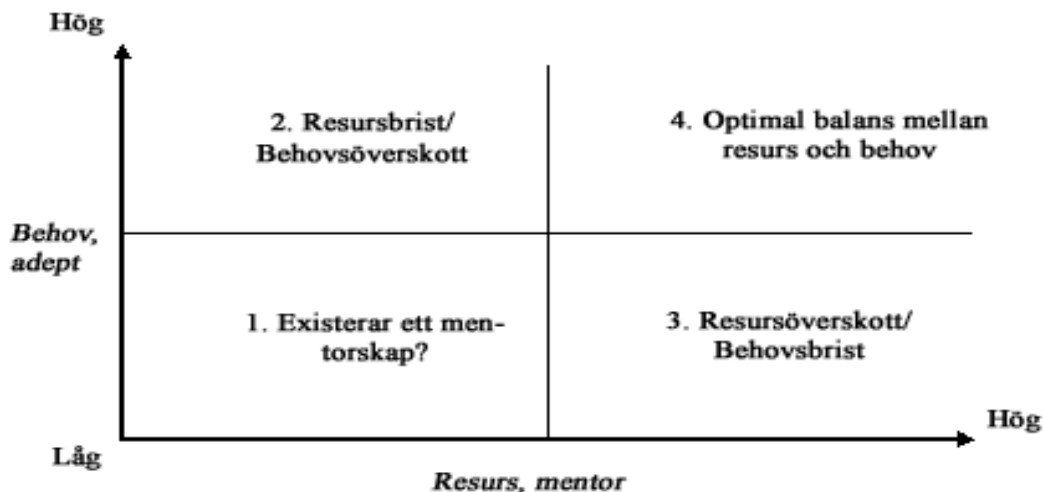 Hög
2. Resursbrist/
Behovsöverskott
4. Optimal balans mellan
resurs och behov
Behov,
adept
1. Existerar ett men-
torskap?
3. Resursöverskott/
Behovsbrist
Hög
Låg
Resurs, mentor